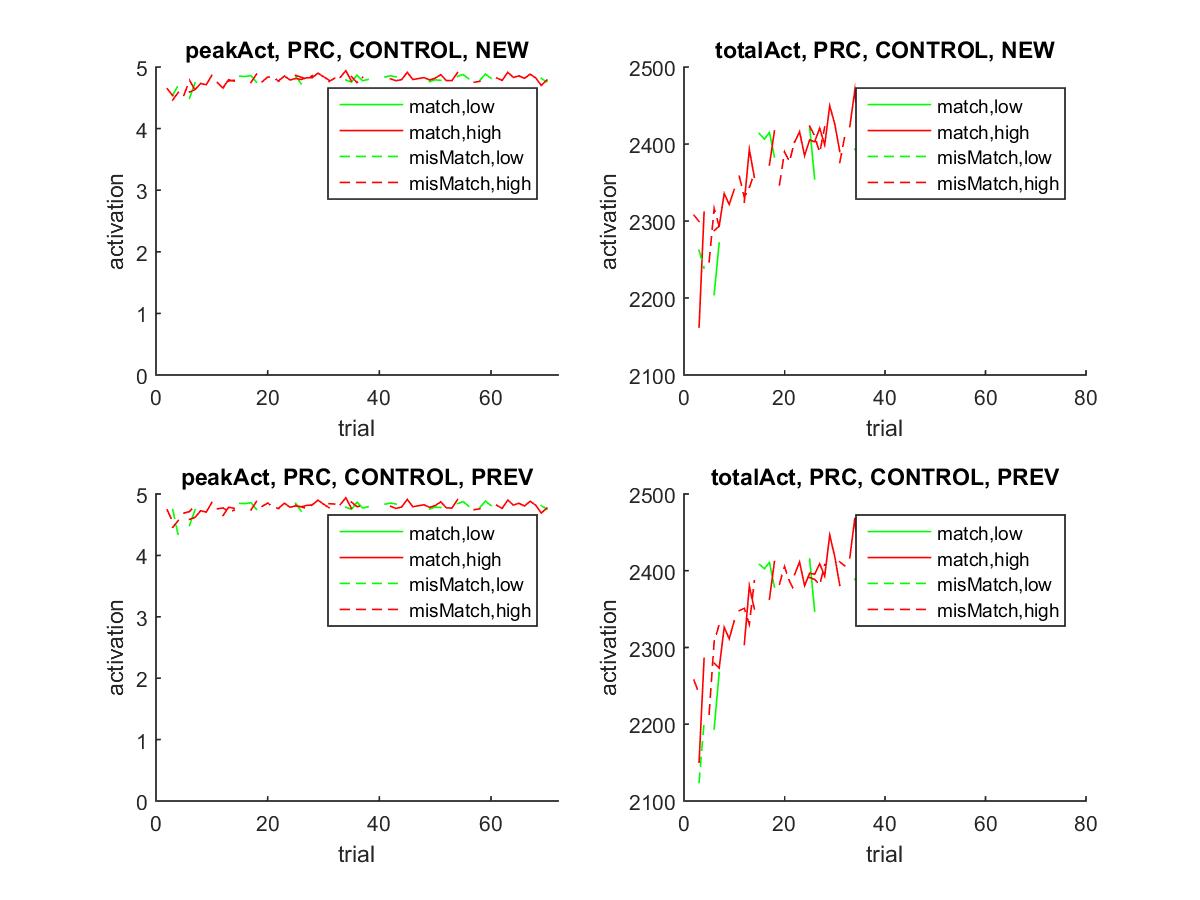 peakAct, PRC, CONTROL, NEW
5
4
3
2
1
0
activation
0 20 40 60
trial
match,low
match,high
misMatch,low
misMatch,high
totalAct, PRC, CONTROL, NEW
2500
2400
2300
2200
2100
activation
0 20 40 60 80
trial
match,low
match,high
misMatch,low
misMatch,high
peakAct, PRC, CONTROL, PREV
5
4
3
2
1
0
activation
0 20 40 60
trial
match,low
match,high
misMatch,low
misMatch,high
totalAct, PRC, CONTROL, PREV
2500
2400
2300
2200
2100
activation
0 20 40 60 80
trial
match,low
match,high
misMatch,low
misMatch,high